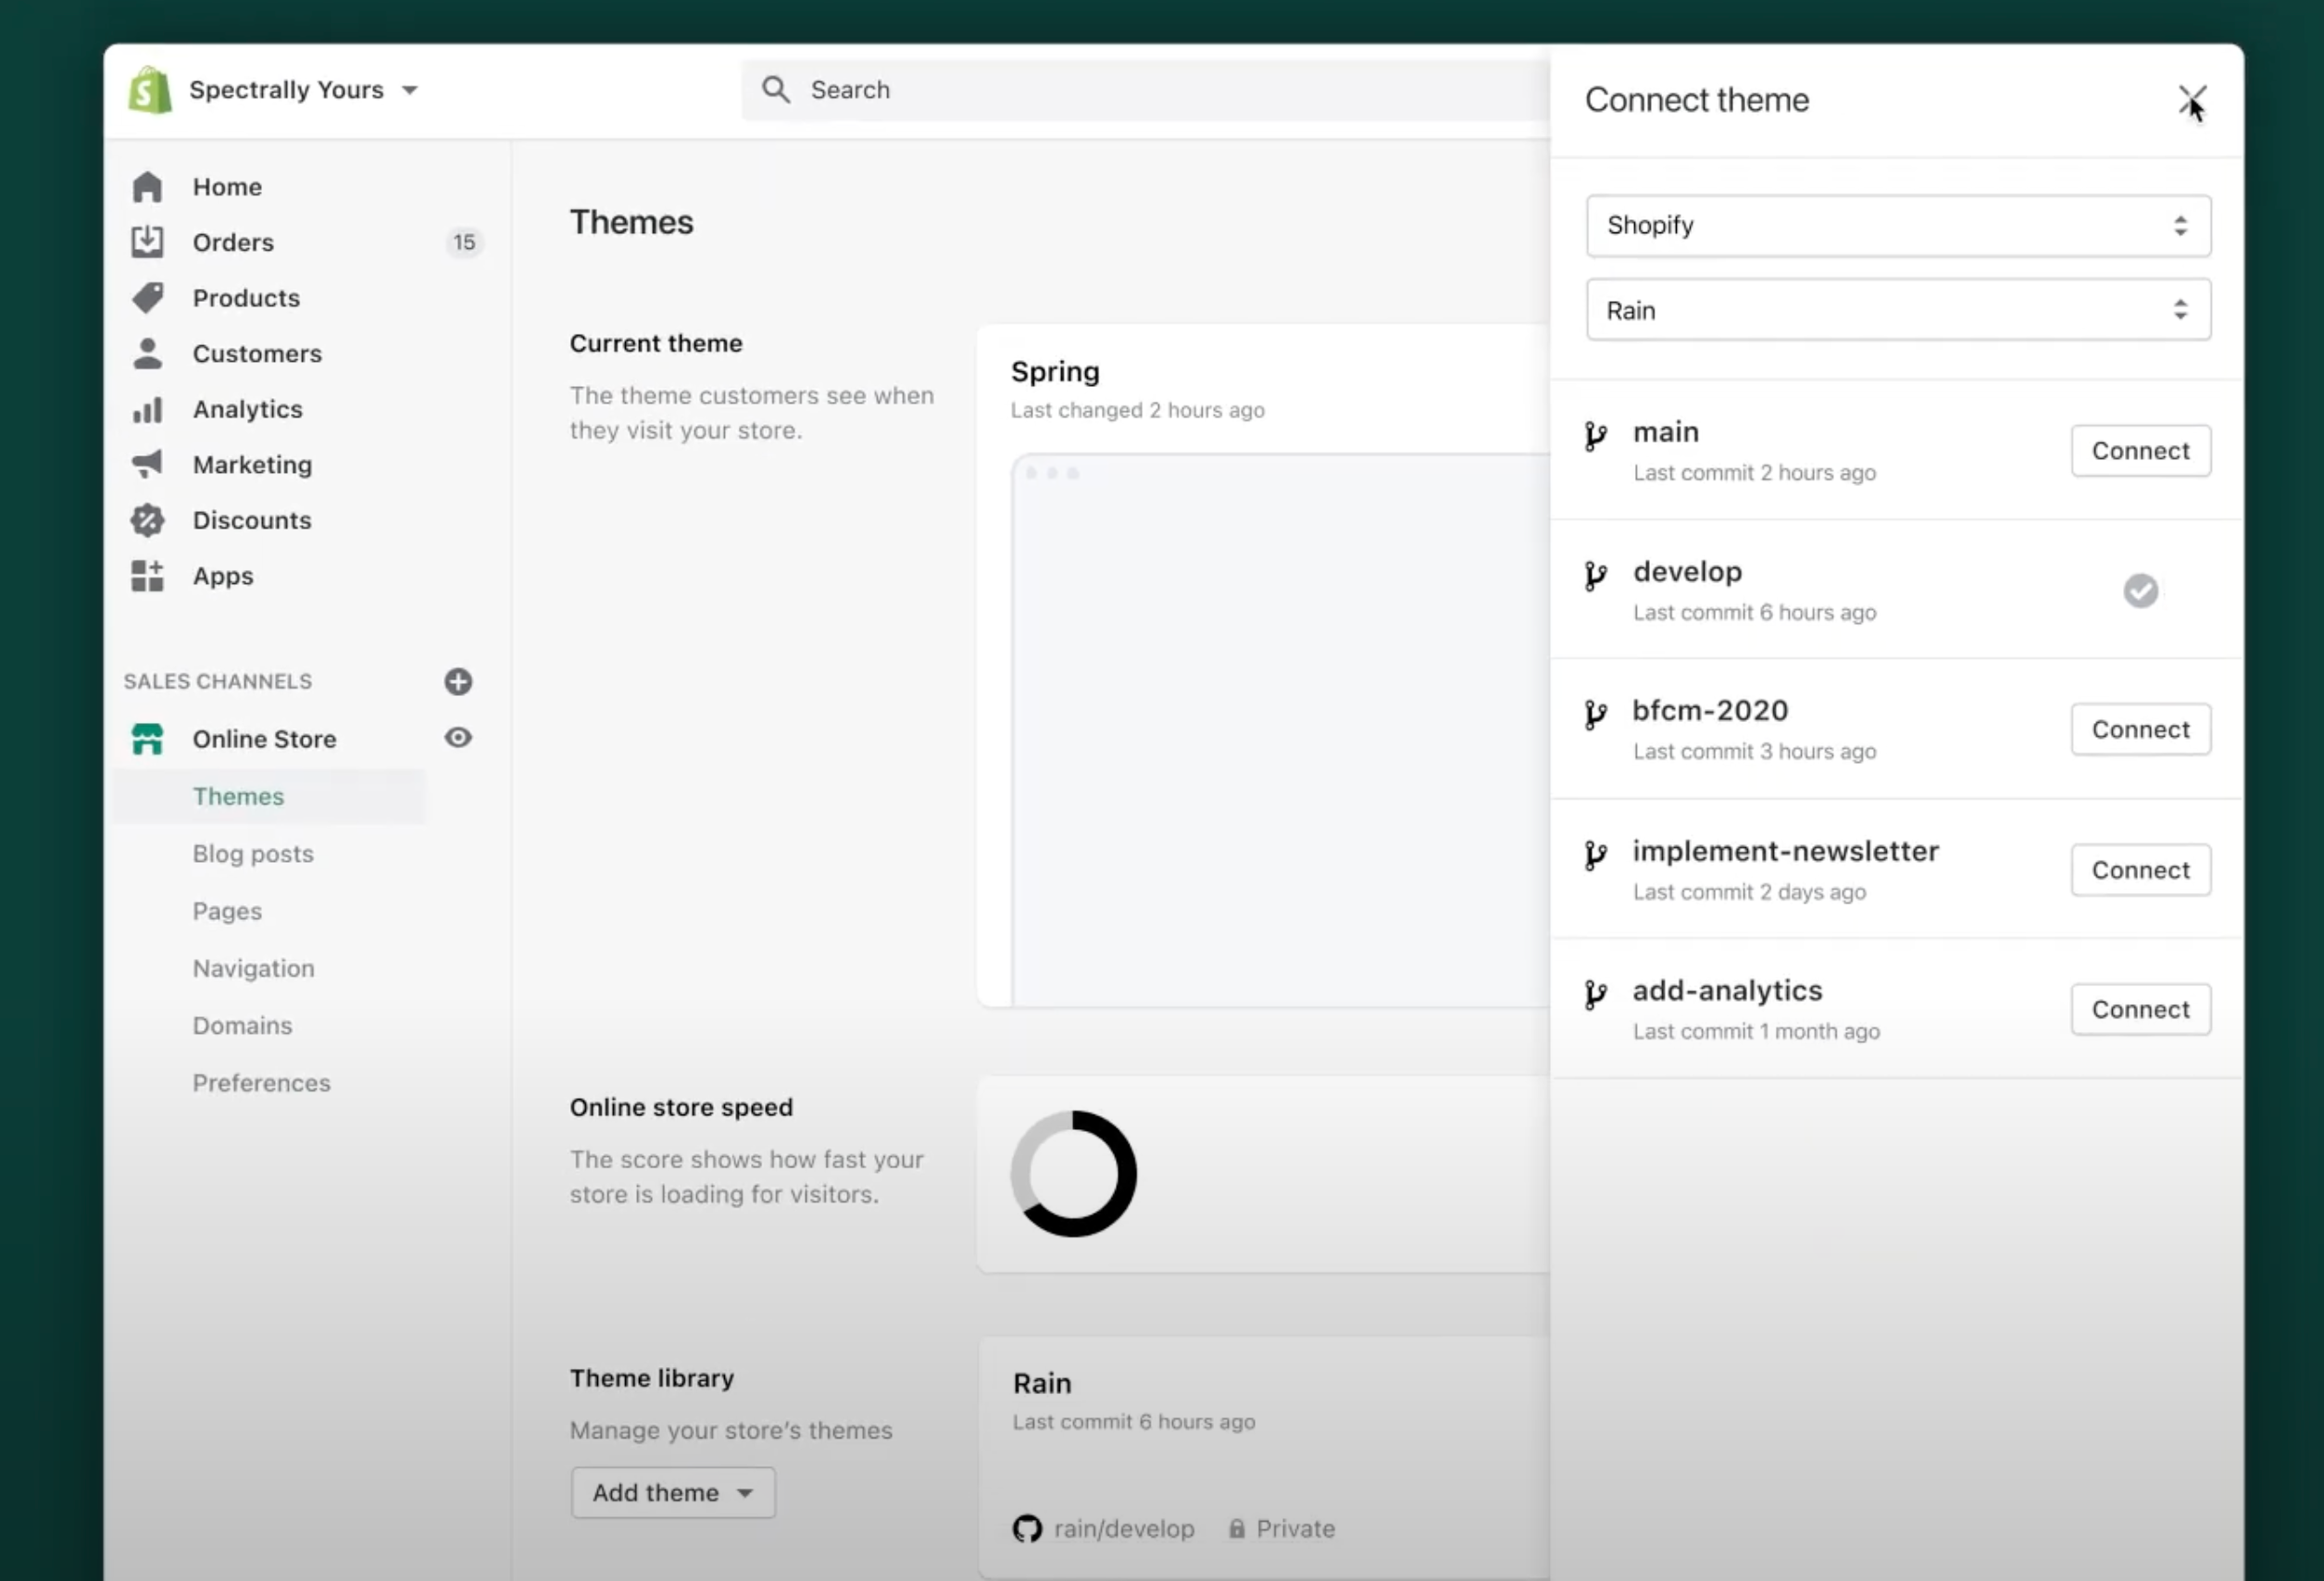 Spectrally Yours
Search
Home
Orders 15
Products
Customers
Analytics
Marketing
Discounts
Apps
SALES CHANNELS
Online Store
Themes
Blog posts
Pages
Navigation
Domains
Preferences
Themes
Current theme
The theme customers see when
they visit your store.
Spring
Last changed 2 hours ago
Online store speed
The score shows how fast your
store is loading for visitors.
Theme library
Manage your store's themes
Add theme
Rain
Last commit 6 hours ago
rain/develop Private
Connect theme
Shopify
Rain
main
Last commit 2 hours ago
Connect
develop
Last commit 6 hours ago
bfcm-2020
Last commit 3 hours ago
Connect
implement-newsletter
Last commit 2 days ago
Connect
add-analytics
Last commit 1 month ago
Connect